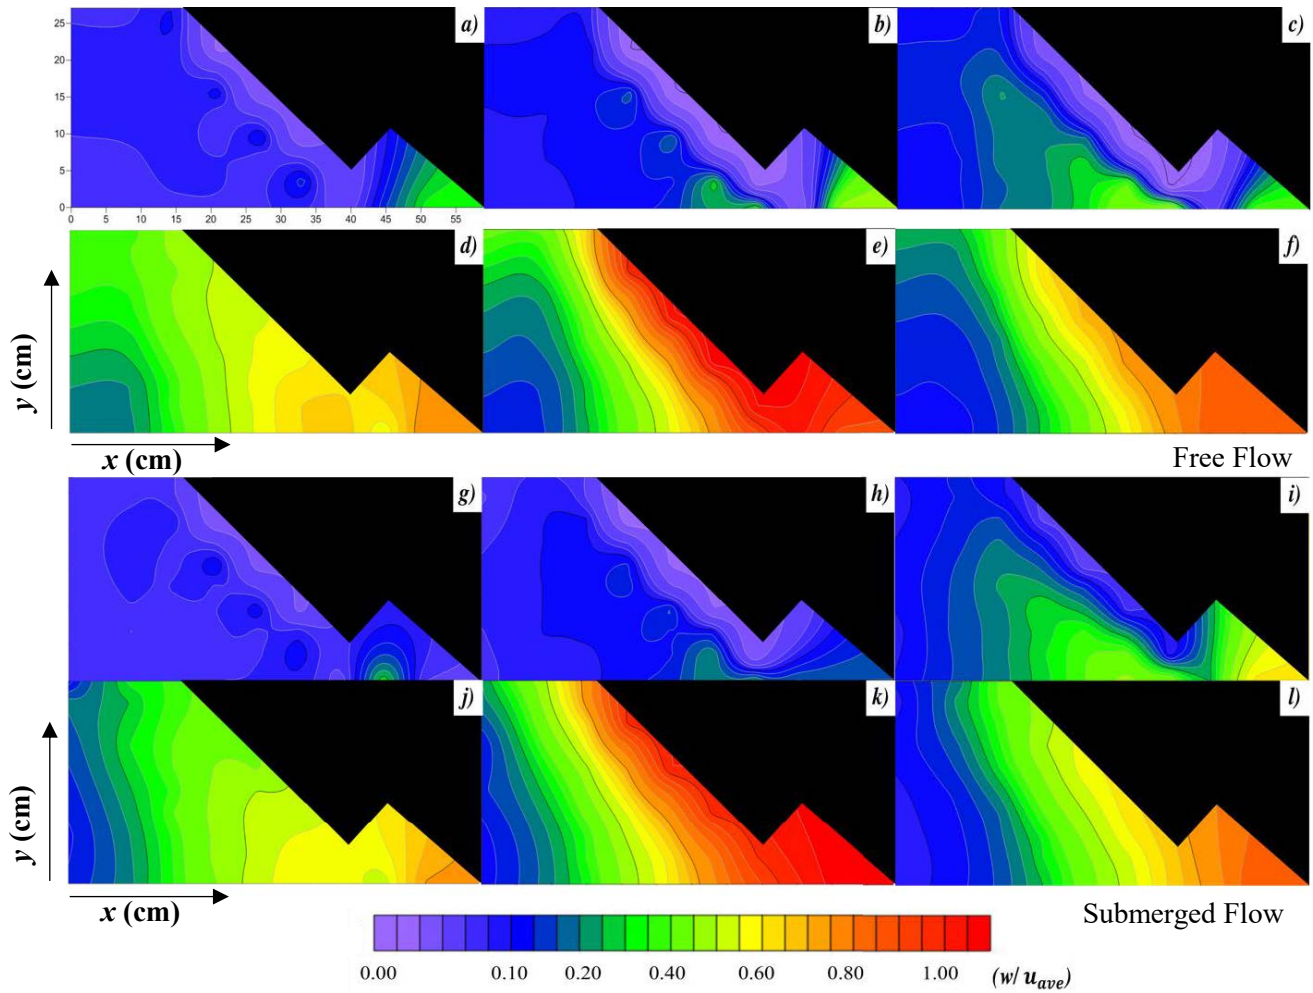 a)
b)
c)
25
20
15
10
5
0
0 5 10 15 20 25 30 35 40 45 50 55
d)
e)
f)
y (cm)
x (cm)
Free Flow
g)
h)
i)
j)
k)
l)
y (cm)
x (cm)
Submerged Flow
0.00 0.10 0.20 0.40 0.60 0.80 1.00 (w/ u_ave)